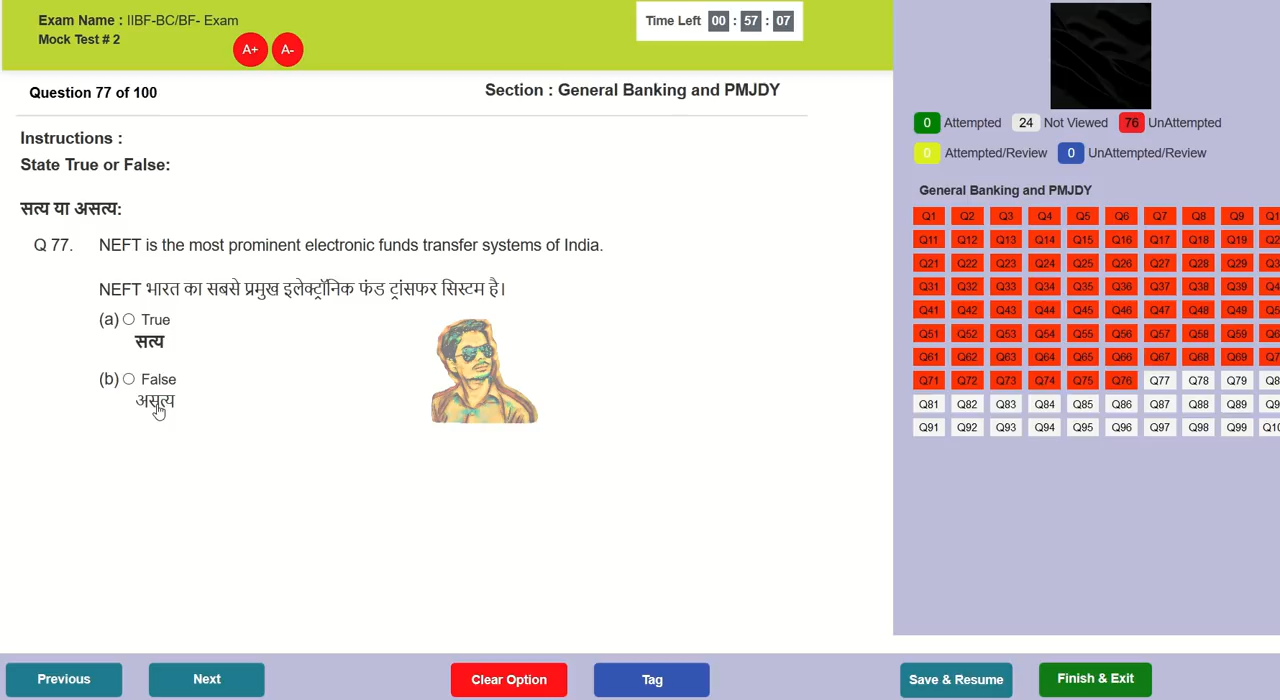 Exam Name : IIBF-BC/BF- Exam
Mock Test # 2
A+ A-
Time Left 00 : 57 : 07
Question 77 of 100
Section : General Banking and PMJDY
Instructions :
State True or False:
सत्य या असत्य:
Q 77. NEFT is the most prominent electronic funds transfer systems of India.
NEFT भारत का सबसे प्रमुख इलेक्ट्रॉनिक फंड ट्रांसफर सिस्टम है।
(a) True
सत्य
(b) False
असत्य
0 Attempted 24 Not Viewed 76 UnAttempted
0 Attempted/Review 0 UnAttempted/Review
General Banking and PMJDY
Q1 Q2 Q3 Q4 Q5 Q6 Q7 Q8 Q9
Q11 Q12 Q13 Q14 Q15 Q16 Q17 Q18 Q19
Q21 Q22 Q23 Q24 Q25 Q26 Q27 Q28 Q29
Q31 Q32 Q33 Q34 Q35 Q36 Q37 Q38 Q39
Q41 Q42 Q43 Q44 Q45 Q46 Q47 Q48 Q49
Q51 Q52 Q53 Q54 Q55 Q56 Q57 Q58 Q59
Q61 Q62 Q63 Q64 Q65 Q66 Q67 Q68 Q69
Q71 Q72 Q73 Q74 Q75 Q76 Q77 Q78 Q79
Q81 Q82 Q83 Q84 Q85 Q86 Q87 Q88 Q89
Q91 Q92 Q93 Q94 Q95 Q96 Q97 Q98 Q99
Previous Next Clear Option Tag Save & Resume Finish & Exit